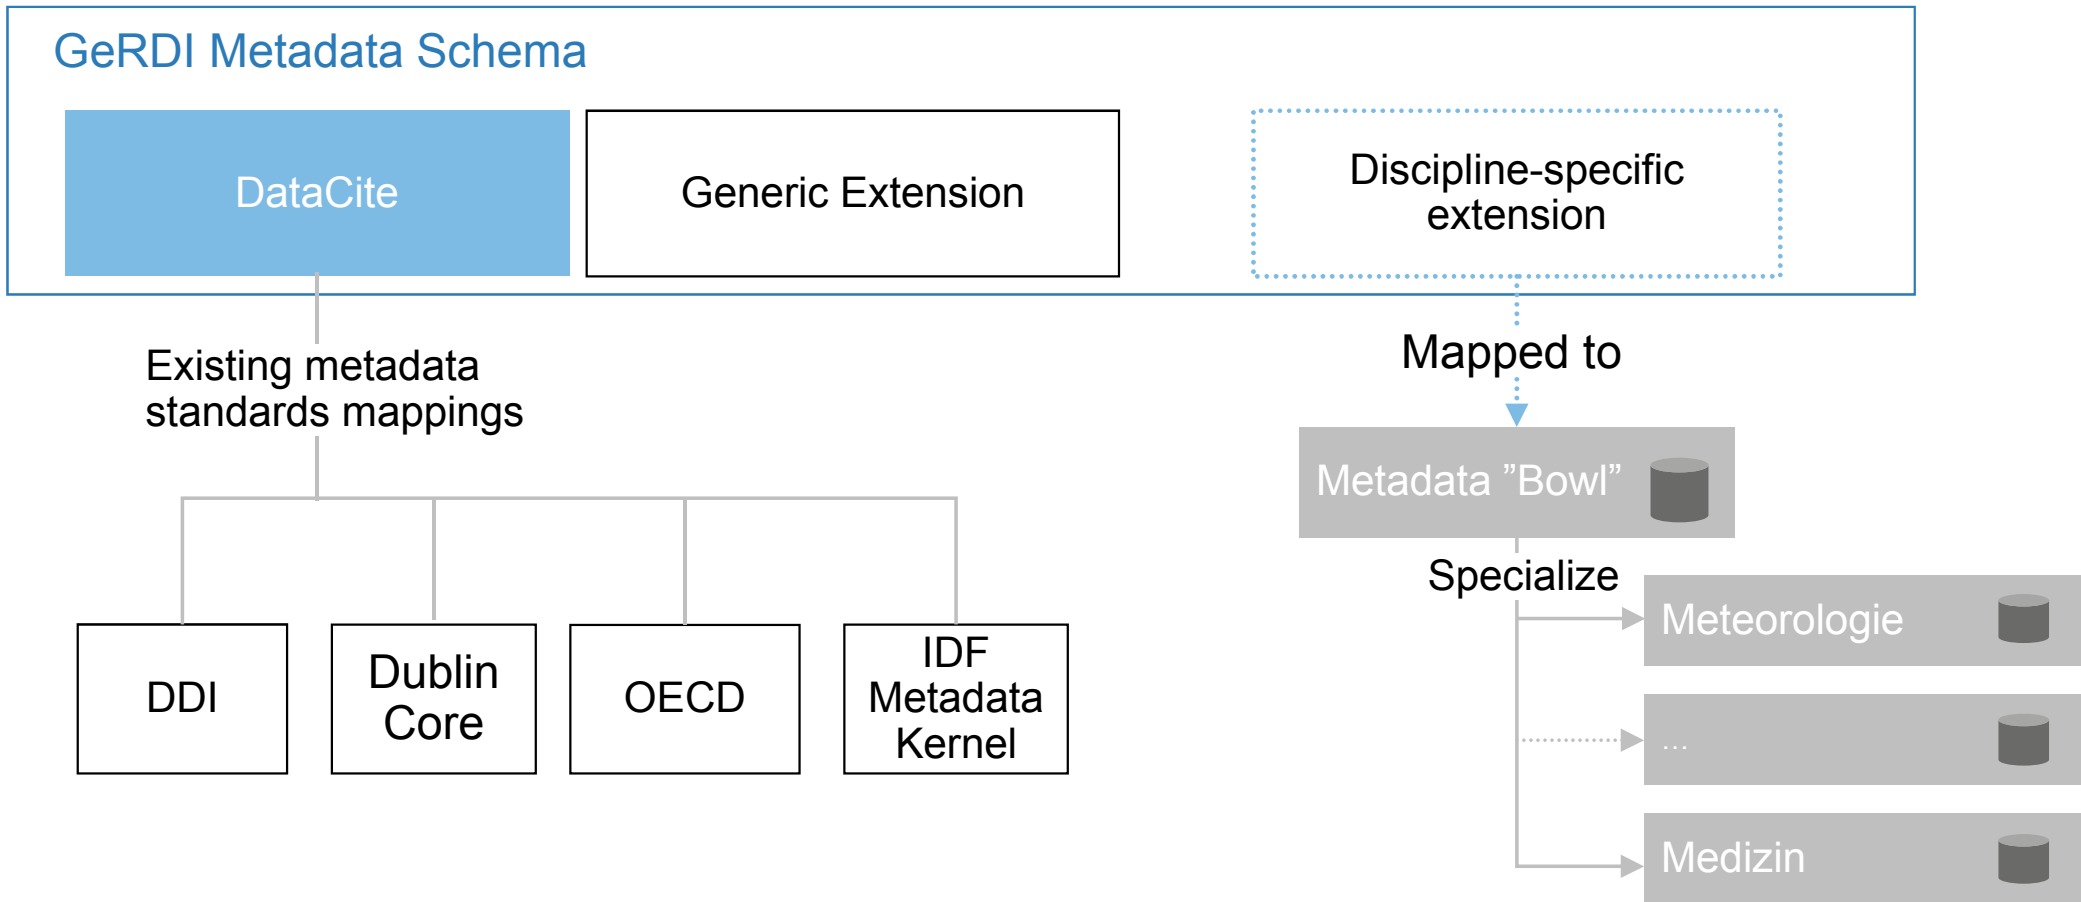 GeRDI Metadata Schema
DataCite
Generic Extension
Discipline-specific
extension
Existing metadata
standards mappings
Mapped to
Metadata ”Bowl”
Specialize
DDI
Dublin
Core
OECD
IDF
Metadata
Kernel
Meteorologie
...
Medizin